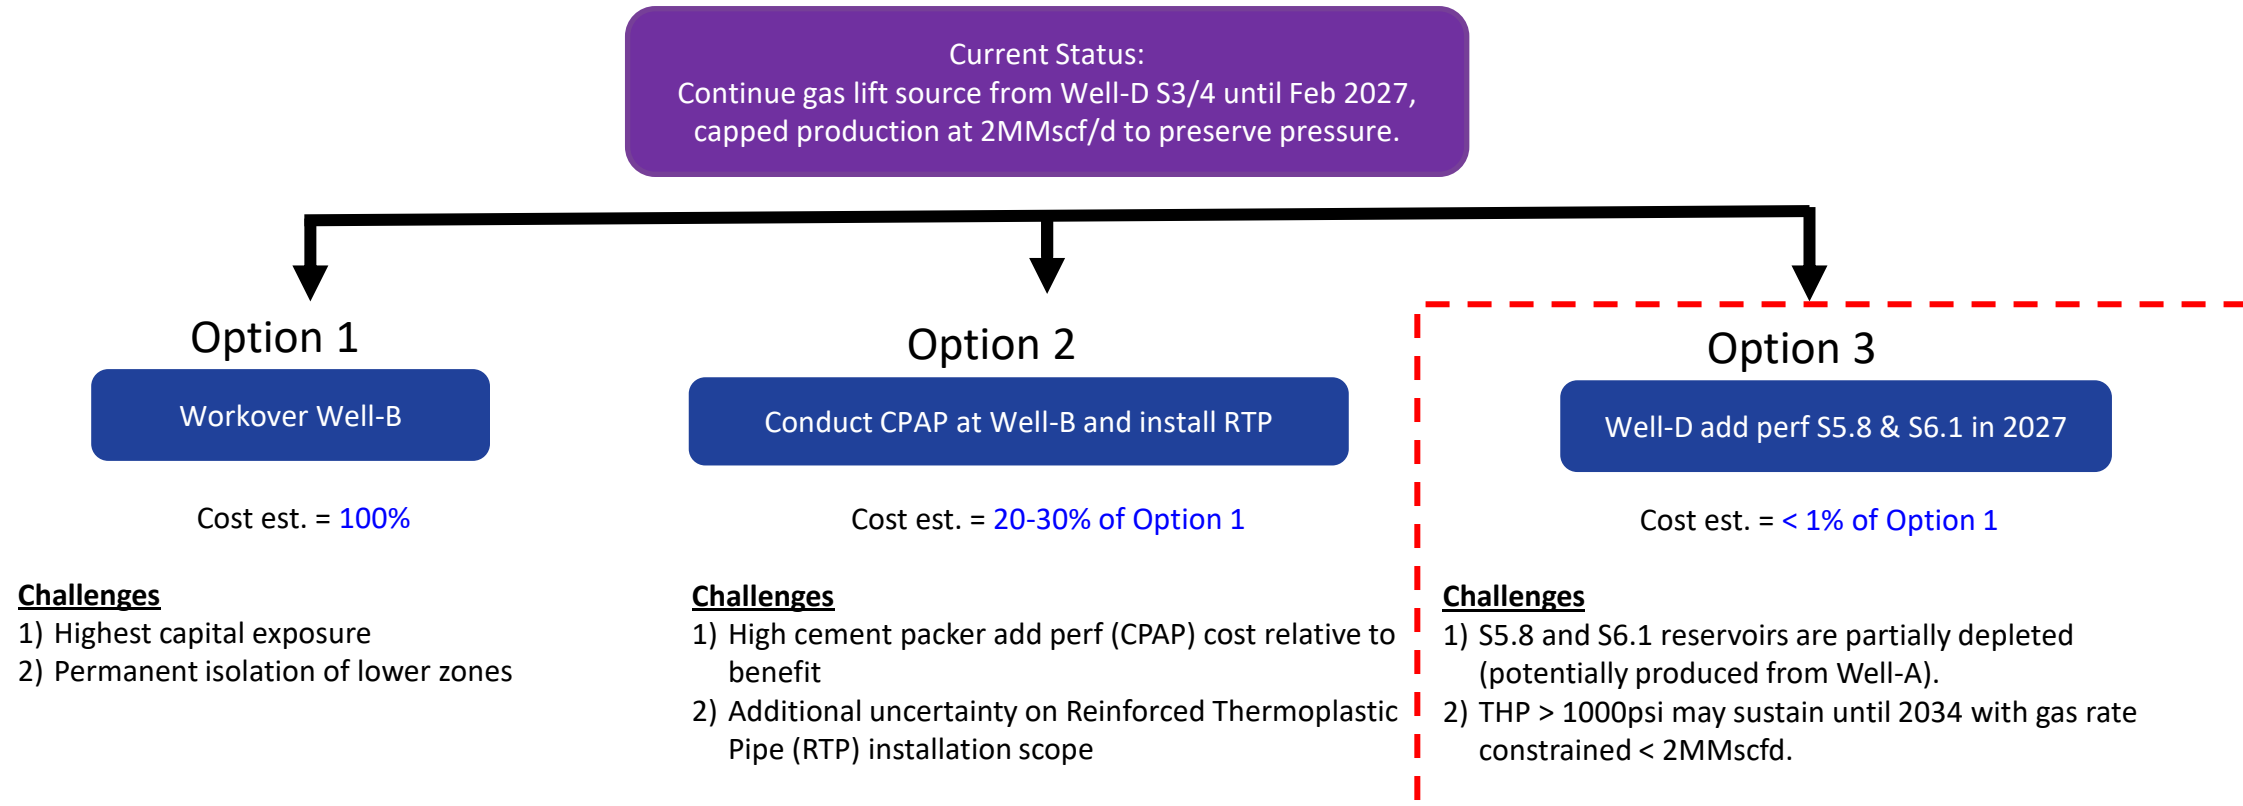 Current Status:
Continue gas lift source from Well-D S3/4 until Feb 2027,
capped production at 2MMscf/d to preserve pressure.
Option 1
Workover Well-B
Cost est. = 100%
Challenges
1) Highest capital exposure
2) Permanent isolation of lower zones
Option 2
Conduct CPAP at Well-B and install RTP
Cost est. = 20-30% of Option 1
Challenges
1) High cement packer add perf (CPAP) cost relative to
benefit
2) Additional uncertainty on Reinforced Thermoplastic
Pipe (RTP) installation scope
Option 3
Well-D add perf S5.8 & S6.1 in 2027
Cost est. = < 1% of Option 1
Challenges
1) S5.8 and S6.1 reservoirs are partially depleted
(potentially produced from Well-A).
2) THP > 1000psi may sustain until 2034 with gas rate
constrained < 2MMscfd.